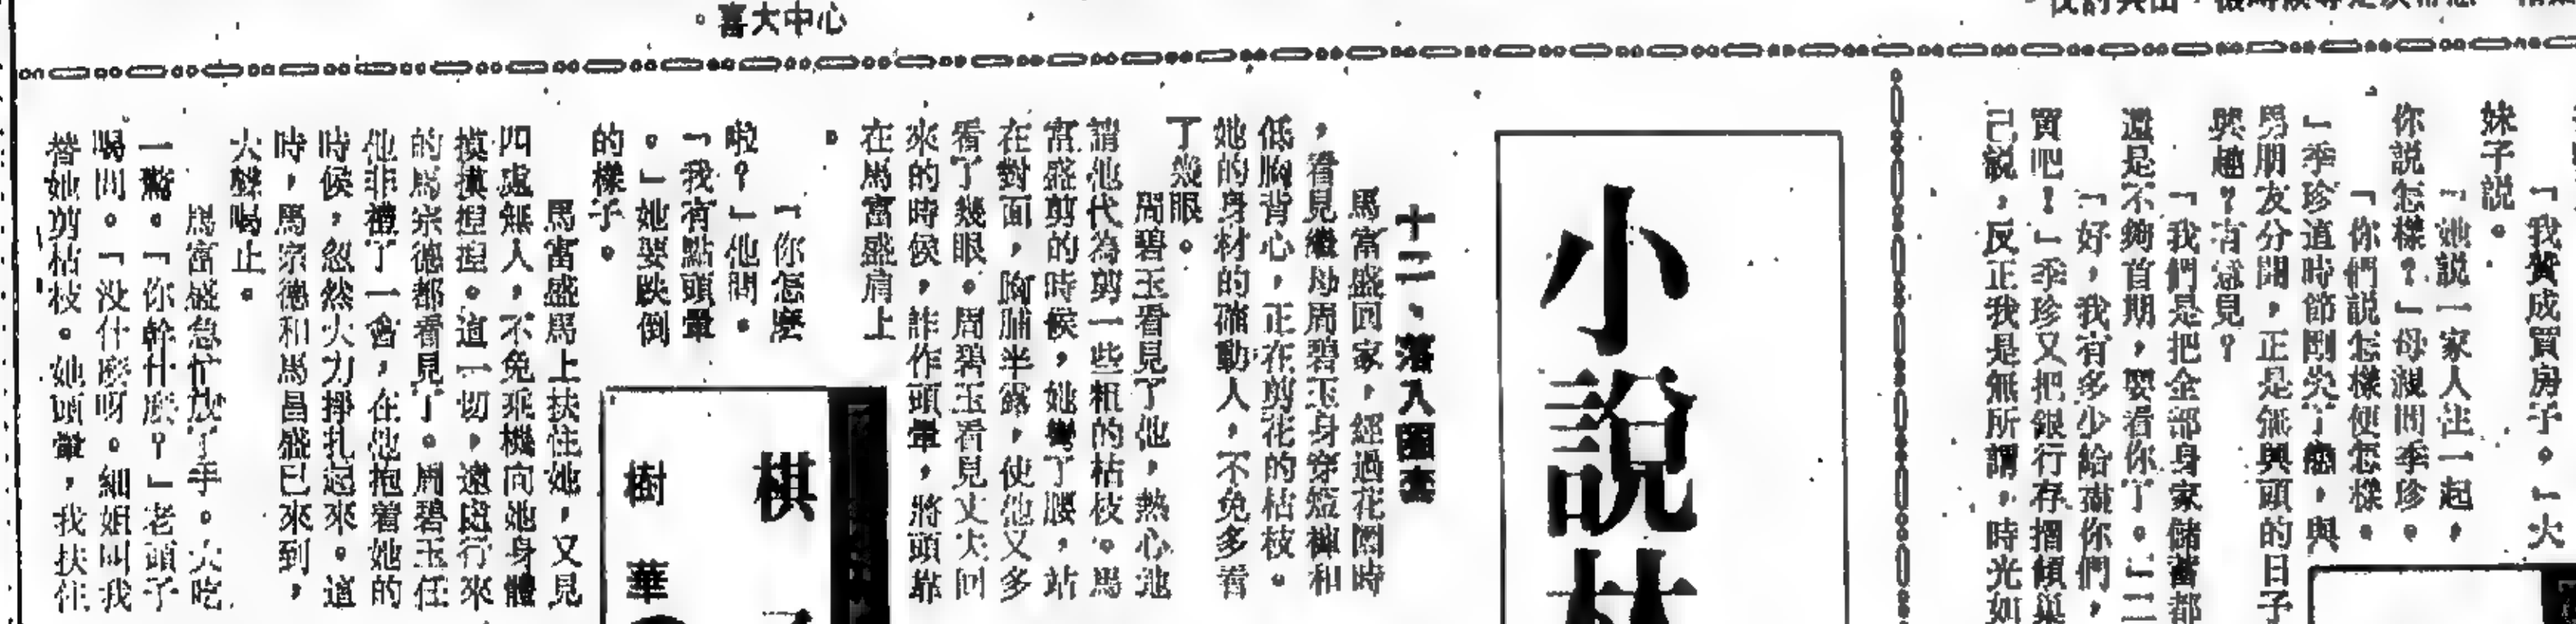 喜大中心。
妹子説。
「我贊成買房子。」大
「她説一家人住一起，
你説怎樣？」母親問季珍。
「你們説怎樣便怎樣。
」季珍道時節剛失了戀，與
男朋友分開，正是無興頭的日子
興趣？有意見？
「我們是把全部身家儲蓄都
還是不夠首期，要看你了。」二
「好，我有多少給盡你們，
買吧！」季珍又把銀行存摺傾巢
己説，反正我是無所謂，時光如
小説林
十二、落入圈套
馬富盛回家，經過花園時
，看見繼母周碧玉身穿短褲和
低胸背心，正在剪花的枯枝。
她的身材的確動人，不免多看
了幾眼。
周碧玉看見了他，熱心地
請他代為剪一些粗的枯枝。馬
富盛剪的時候，她彎了腰，站
在對面，胸脯半露，使他又多
看了幾眼。周碧玉看見丈夫回
來的時候，詐作頭暈，將頭靠
在馬富盛肩上
。
「你怎麼
啦？」他問。
「我有點頭暈
。」她要跌倒
的樣子。
棋子
樹華
馬富盛馬上扶住她，又見
四處無人，不免乘機向她身體
摸摸捏捏。這一切，遠處行來
的馬宗德都看見了。周碧玉任
他非禮了一會，在他抱着她的
時候，忽然大力掙扎起來。這
時，馬宗德和馬昌盛已來到，
大聲喝止。
馬富盛急忙放了手。大吃
一驚。「你幹什麼？」老頭子
喝問。「没什麼呀。細姐叫我
替她剪枯枝。她頭暈，我扶住